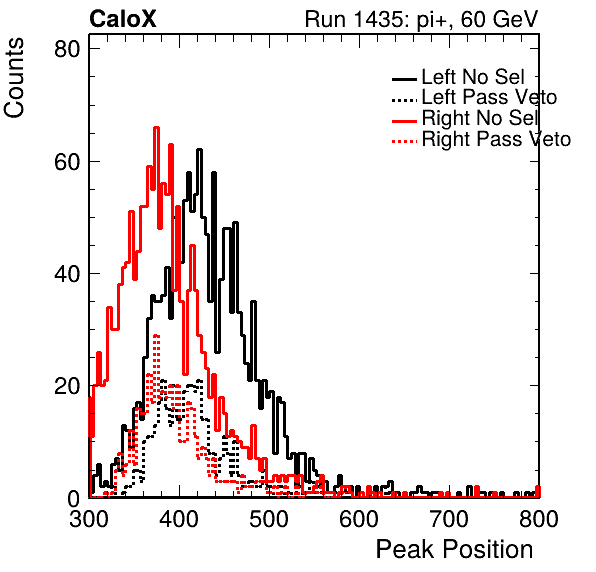 CaloX Run 1435: pi+, 60 GeV
Counts
80
60
40
20
0
Left No Sel
Left Pass Veto
Right No Sel
Right Pass Veto
300 400 500 600 700 800
Peak Position